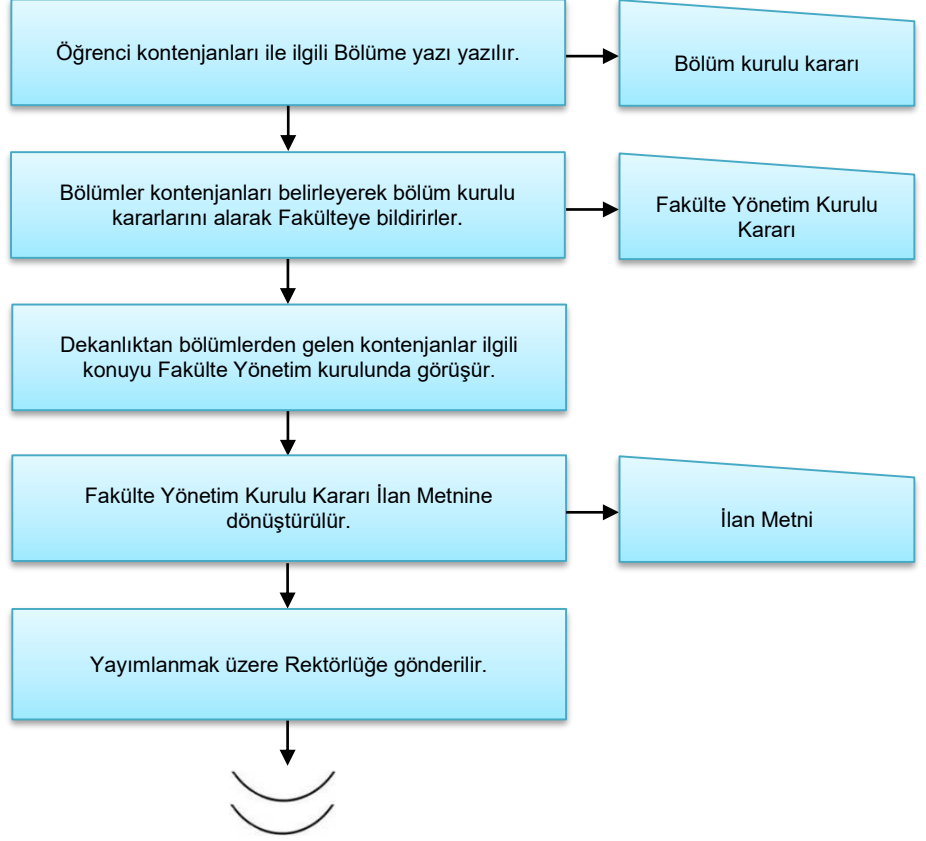 Öğrenci kontenjanları ile ilgili Bölüme yazı yazılır.
Bölüm kurulu kararı
Bölümler kontenjanları belirleyerek bölüm kurulu
kararlarını alarak Fakülteye bildirirler.
Fakülte Yönetim Kurulu
Kararı
Dekanlıktan bölümlerden gelen kontenjanlar ilgili
konuyu Fakülte Yönetim kurulunda görüşür.
Fakülte Yönetim Kurulu Kararı İlan Metnine
dönüştürülür.
İlan Metni
Yayımlanmak üzere Rektörlüğe gönderilir.